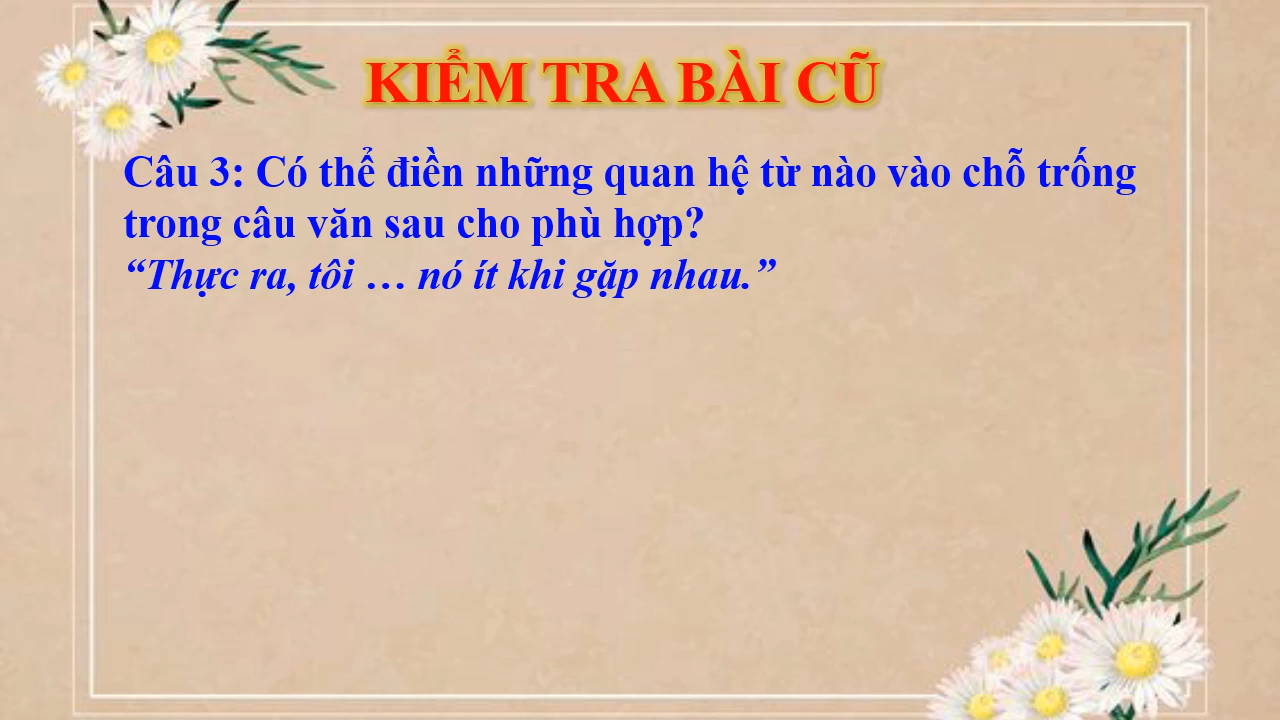 KIỂM TRA BÀI CŨ
Câu 3: Có thể điền những quan hệ từ nào vào chỗ trống
trong câu văn sau cho phù hợp?
“Thực ra, tôi … nó ít khi gặp nhau.”